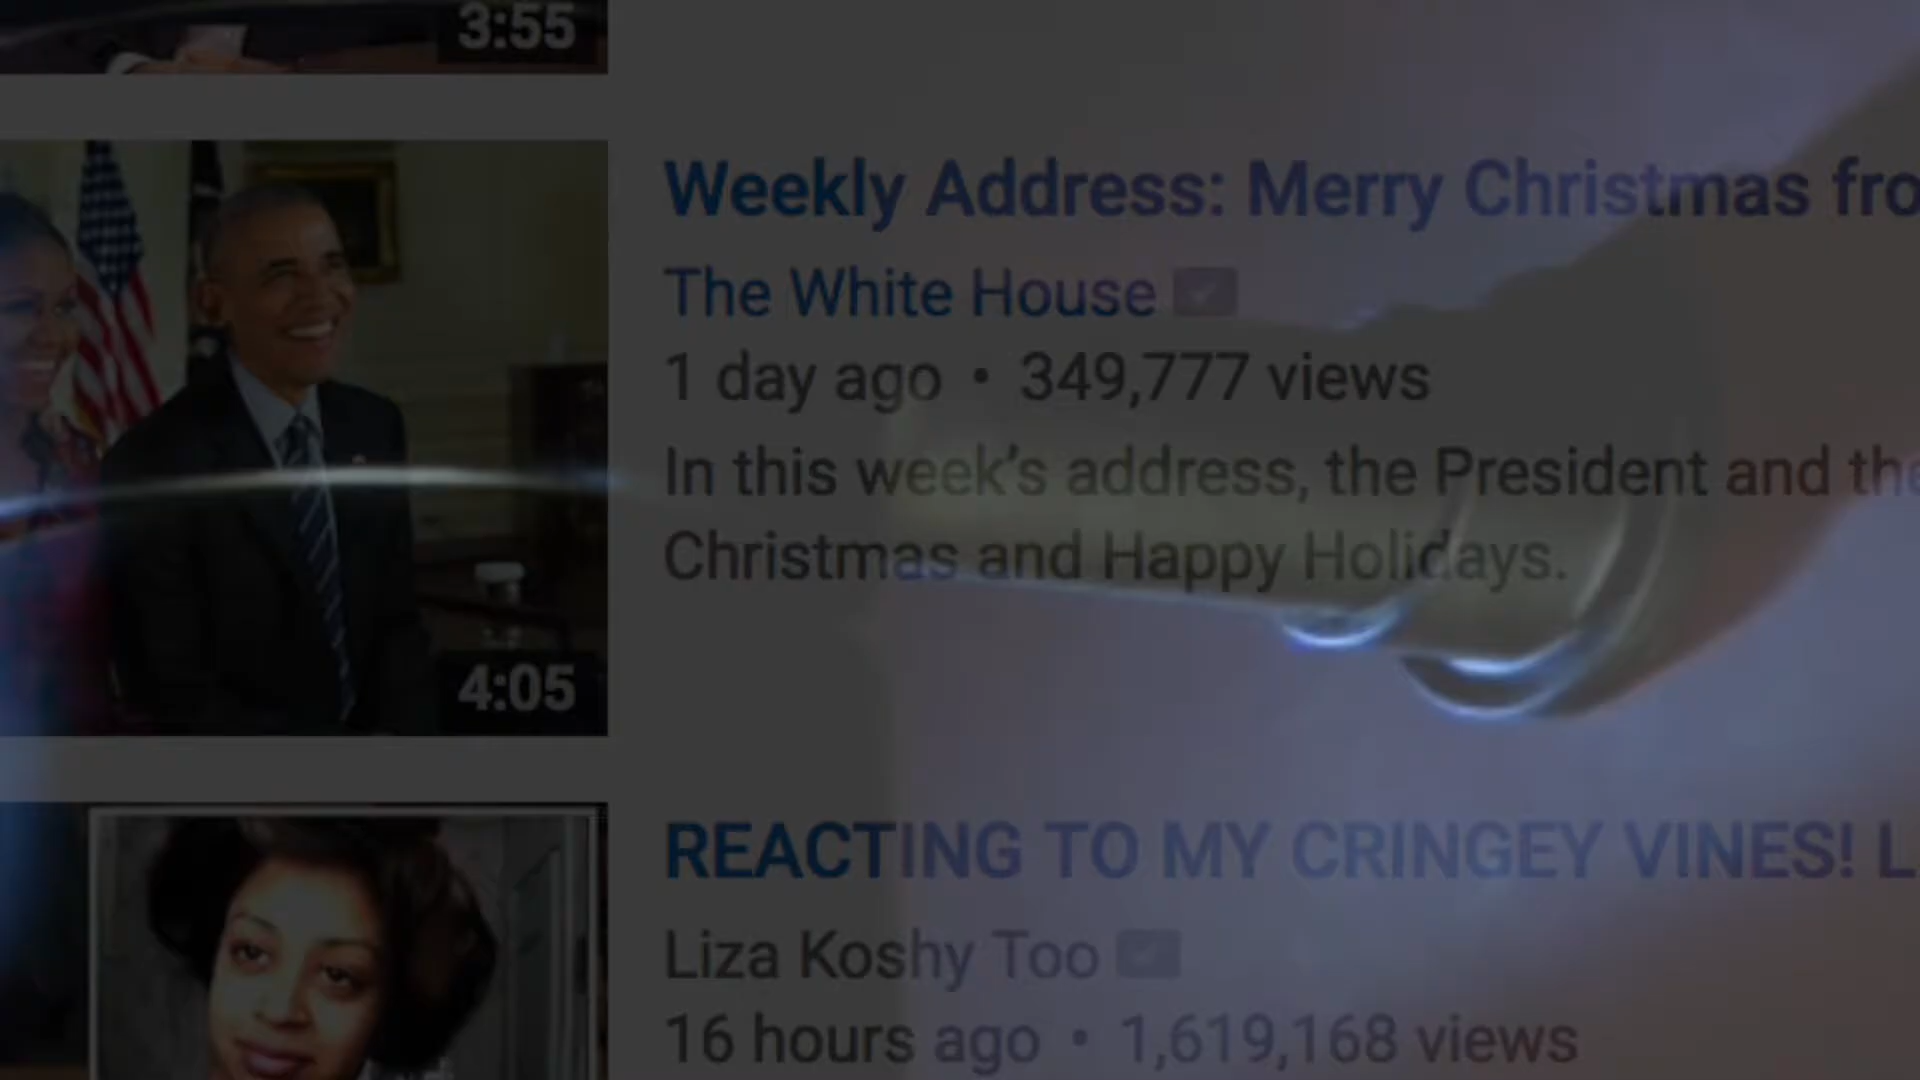 3:55
Weekly Address: Merry Christmas fro
The White House
1 day ago • 349,777 views
In this week's address, the President and the
Christmas and Happy Holidays.
4:05
REACTING TO MY CRINGEY VINES! L
Liza Koshy Too
16 hours ago • 1,619,168 views